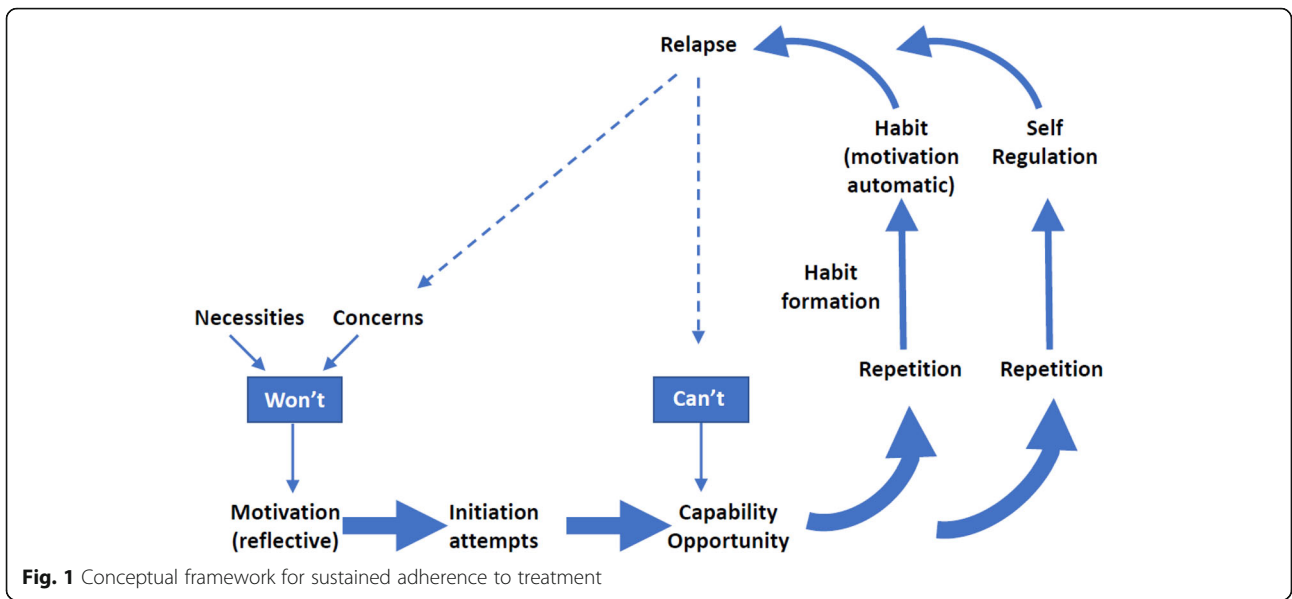 Relapse
Habit
(motivation
automatic)
Self
Regulation
Habit
formation
Necessities
Concerns
Repetition
Repetition
Won't
Can't
Motivation
(reflective)
Initiation
attempts
Capability
Opportunity
Fig. 1 Conceptual framework for sustained adherence to treatment